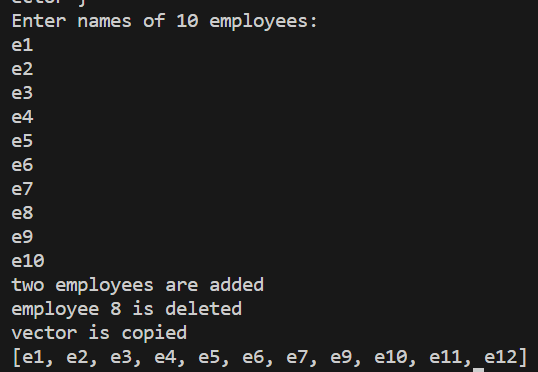 Enter names of 10 employees:
e1
e2
e3
e4
e5
e6
e7
e8
e9
e10
two employees are added
employee 8 is deleted
vector is copied
[e1, e2, e3, e4, e5, e6, e7, e9, e10, e11, e12]